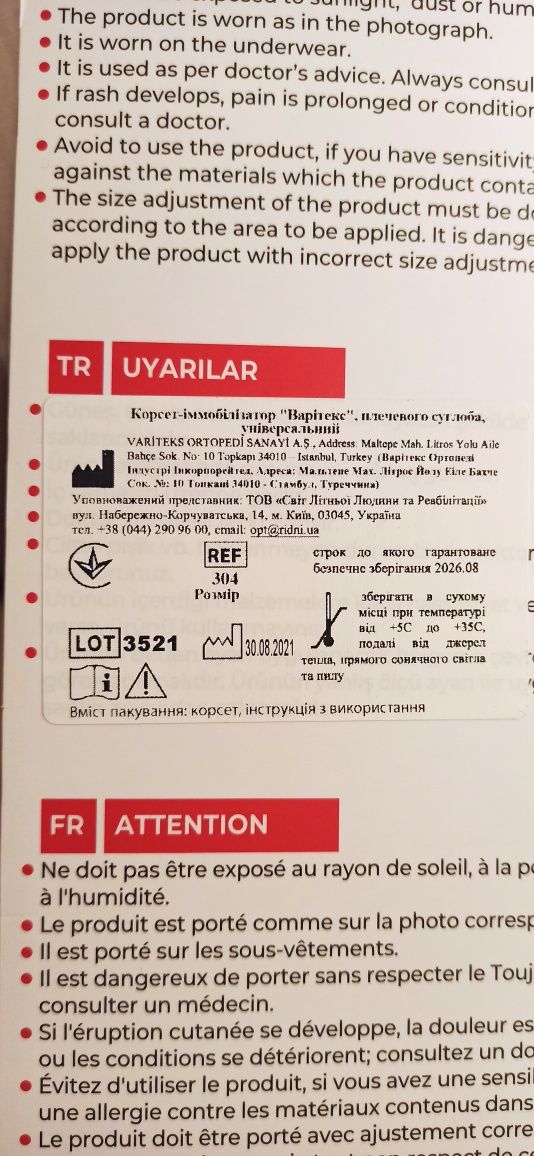 sunlight, dust or hum
• The product is worn as in the photograph.
• It is worn on the underwear.
• It is used as per doctor's advice. Always consul
• If rash develops, pain is prolonged or condition
consult a doctor.
• Avoid to use the product, if you have sensitivit
against the materials which the product conta
• The size adjustment of the product must be d
according to the area to be applied. It is dange
apply the product with incorrect size adjustme
TR UYARILAR
Корсет-іммобілізатор "Варітекс", плечевого суглоба,
універсальний
VARİTEKS ORTOPEDİ SANAYİ A.Ş , Address: Maltepe Mah. Litros Yolu Aile
Bahçe Sok. No: 10 Topkapı 34010 – Istanbul, Turkey (Варітекс Ортопеді
Індустрі Інкорпорейтед. Адреса: Мальтепе Мах. Літрос Йолу Еіле Бахче
Сок. №: 10 Топкапі 34010 - Стамбул, Туреччина)
Уповноважений представник: ТОВ «Світ Літньої Людини та Реабілітації»
вул. Набережно-Корчуватська, 14, м. Київ, 03045, Україна
тел. +38 (044) 290 96 00, email: opt@ridni.ua
REF
304
Розмір
строк до якого гарантоване
безпечне зберігання 2026.08
LOT 3521
30.08.2021
зберігати в сухому
місці при температурі
від +5C до +35C,
подалі від джерел
тепла, прямого сонячного світла
та пилу
Вміст пакування: корсет, інструкція з використання
FR ATTENTION
• Ne doit pas être exposé au rayon de soleil, à la p
à l'humidité.
• Le produit est porté comme sur la photo corresp
• Il est porté sur les sous-vêtements.
• Il est dangereux de porter sans respecter le Touj
consulter un médecin.
• Si l'éruption cutanée se développe, la douleur es
ou les conditions se détériorent; consultez un do
• Évitez d'utiliser le produit, si vous avez une sensi
une allergie contre les matériaux contenus dans
• Le produit doit être porté avec ajustement corre